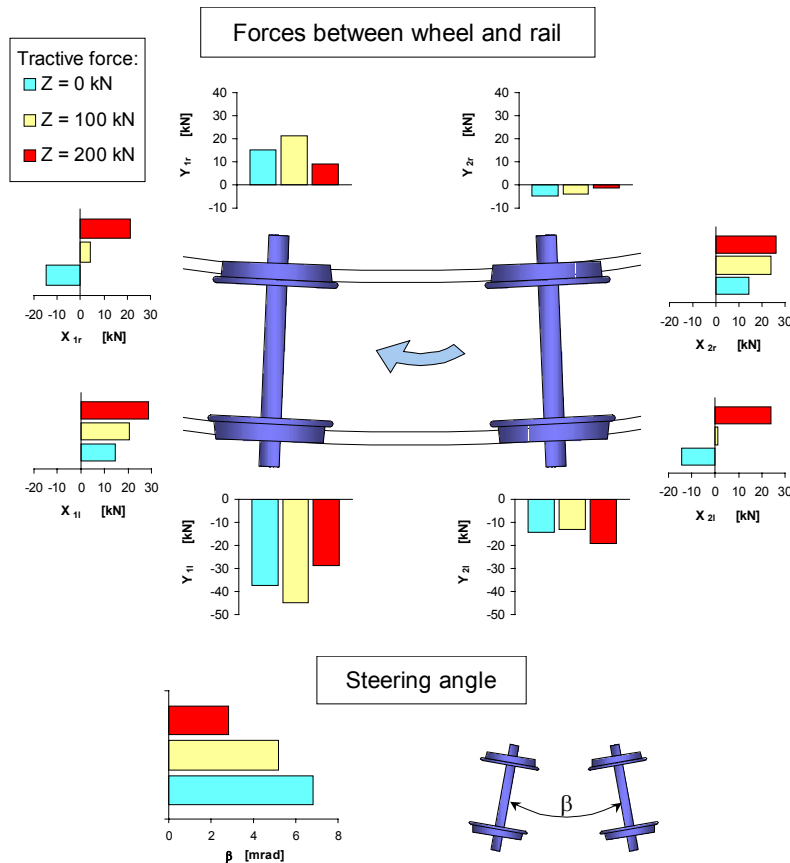 Forces between wheel and rail
Tractive force:
Z = 0 kN
Z = 100 kN
Z = 200 kN
Y 1r [kN]
40
30
20
10
0
-10
Y 2r [kN]
40
30
20
10
0
-10
-20 -10 0 10 20 30
X 1r [kN]
-20 -10 0 10 20 30
X 2r [kN]
-20 -10 0 10 20 30
X 1l [kN]
-20 -10 0 10 20 30
X 2l [kN]
Y 1l [kN]
0
-10
-20
-30
-40
-50
Y 2l [kN]
0
-10
-20
-30
-40
-50
Steering angle
0 2 4 6 8
β [mrad]
β